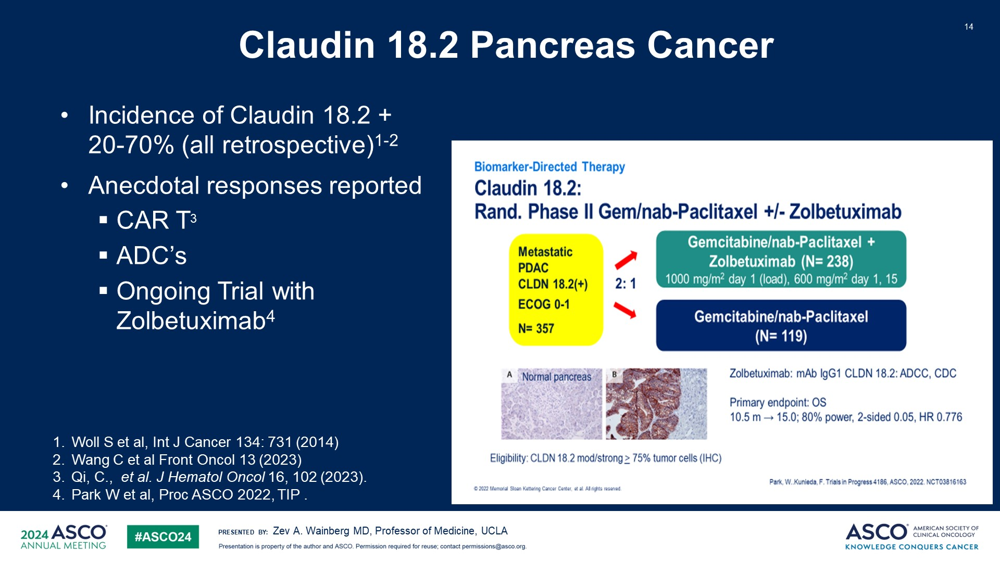 14
Claudin 18.2 Pancreas Cancer
• Incidence of Claudin 18.2 +
20-70% (all retrospective)1-2
• Anecdotal responses reported
▪ CAR T3
▪ ADC’s
▪ Ongoing Trial with
Zolbetuximab4
1. Woll S et al, Int J Cancer 134: 731 (2014)
2. Wang C et al Front Oncol 13 (2023)
3. Qi, C., et al. J Hematol Oncol 16, 102 (2023).
4. Park W et al, Proc ASCO 2022, TIP .
Biomarker-Directed Therapy
Claudin 18.2:
Rand. Phase II Gem/nab-Paclitaxel +/- Zolbetuximab
Metastatic
PDAC
CLDN 18.2(+)
ECOG 0-1
N= 357
2: 1
Gemcitabine/nab-Paclitaxel +
Zolbetuximab (N= 238)
1000 mg/m2 day 1 (load), 600 mg/m2 day 1, 15
Gemcitabine/nab-Paclitaxel
(N= 119)
A Normal pancreas
B
Zolbetuximab: mAb IgG1 CLDN 18.2: ADCC, CDC
Primary endpoint: OS
10.5 m → 15.0; 80% power, 2-sided 0.05, HR 0.776
Eligibility: CLDN 18.2 mod/strong ≥ 75% tumor cells (IHC)
Park, W..Kunieda, F. Trials in Progress 4186, ASCO, 2022. NCT03816163
© 2022 Memorial Sloan Kettering Cancer Center, et al. All rights reserved.
2024 ASCO
ANNUAL MEETING
#ASCO24
PRESENTED BY: Zev A. Wainberg MD, Professor of Medicine, UCLA
Presentation is property of the author and ASCO. Permission required for reuse; contact permissions@asco.org.
ASCO AMERICAN SOCIETY OF
CLINICAL ONCOLOGY
KNOWLEDGE CONQUERS CANCER